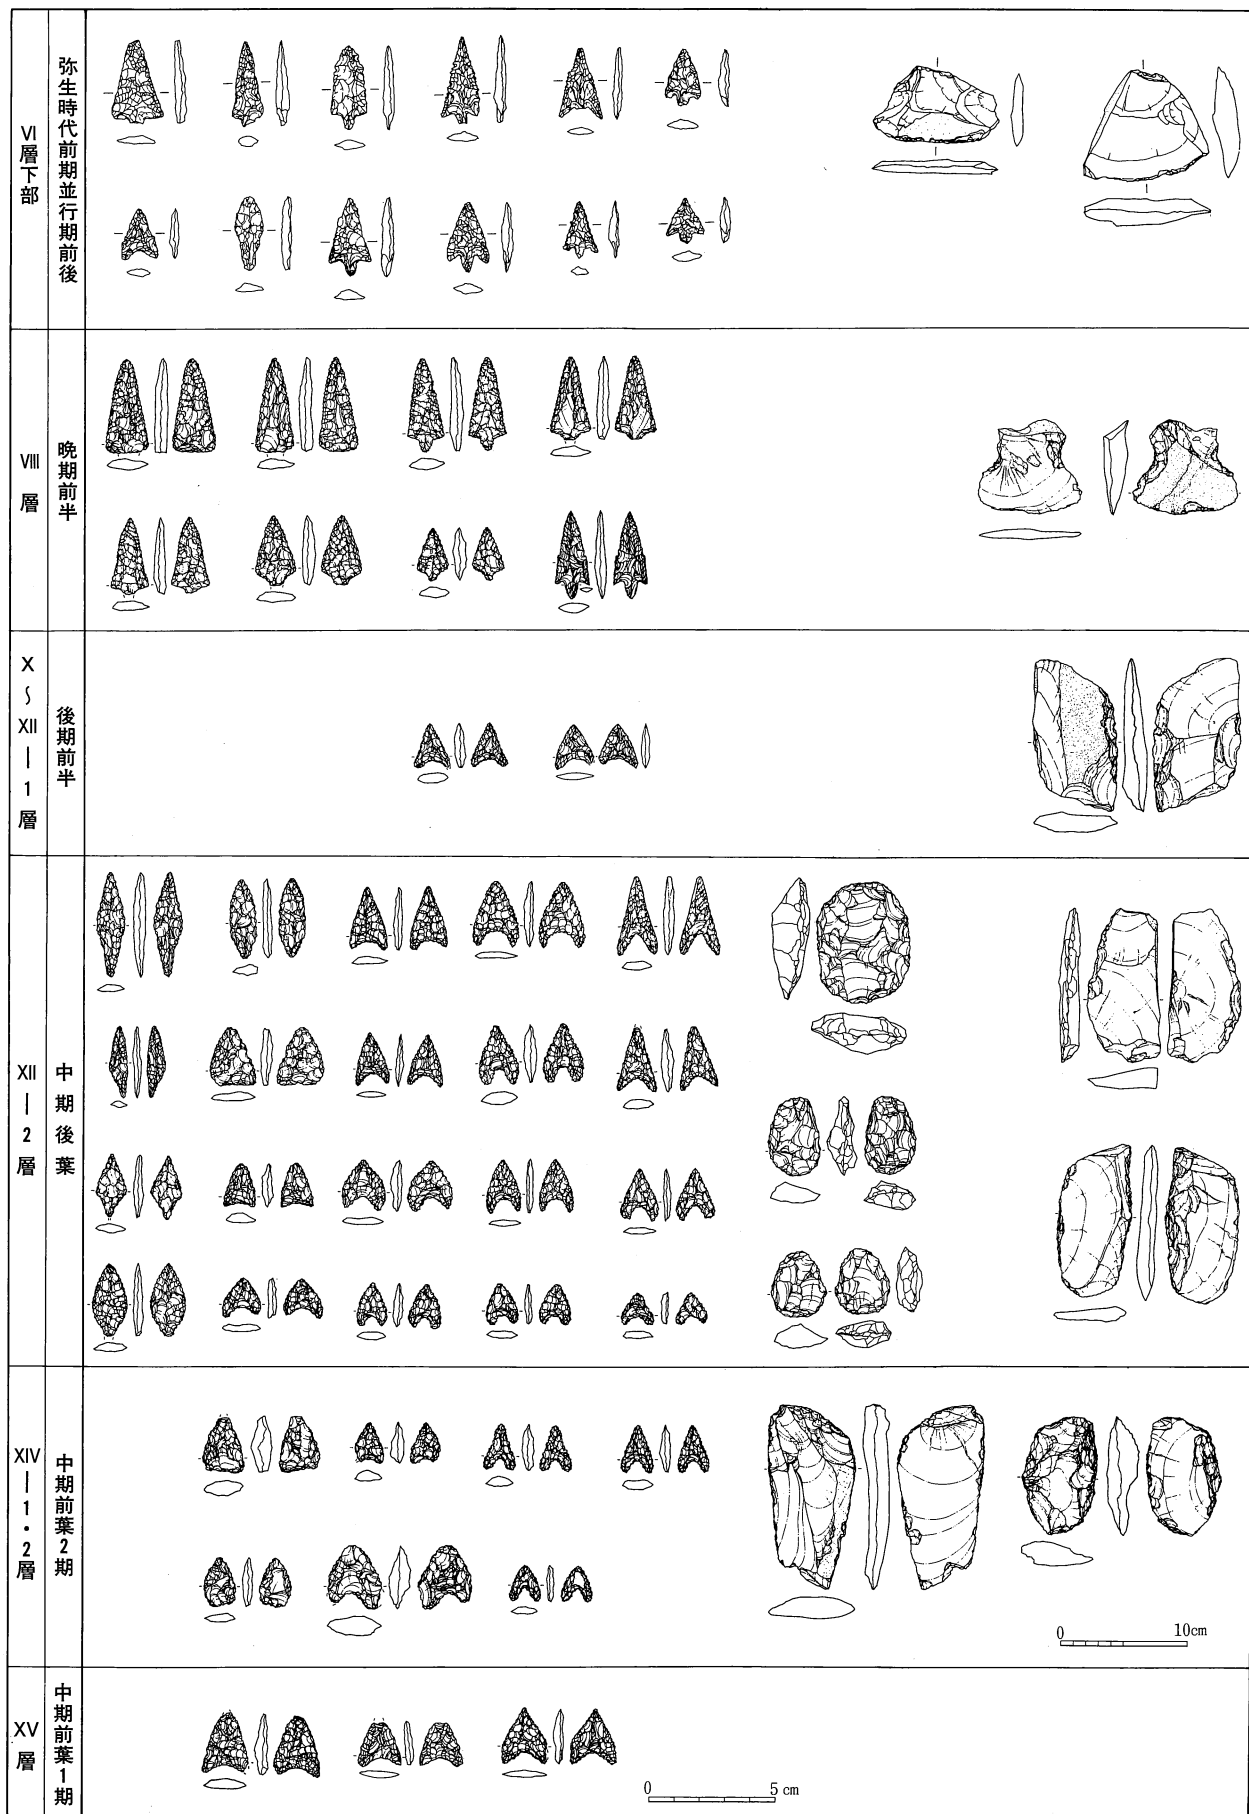 Ⅵ層下部
弥生時代前期並行期前後
Ⅷ層
晩期前半
Ⅹ〜Ⅻ―1層
後期前半
Ⅻ―2層
中期後葉
XIV―1・2層
中期前葉2期
0 10cm
XV層
中期前葉1期
0 5cm